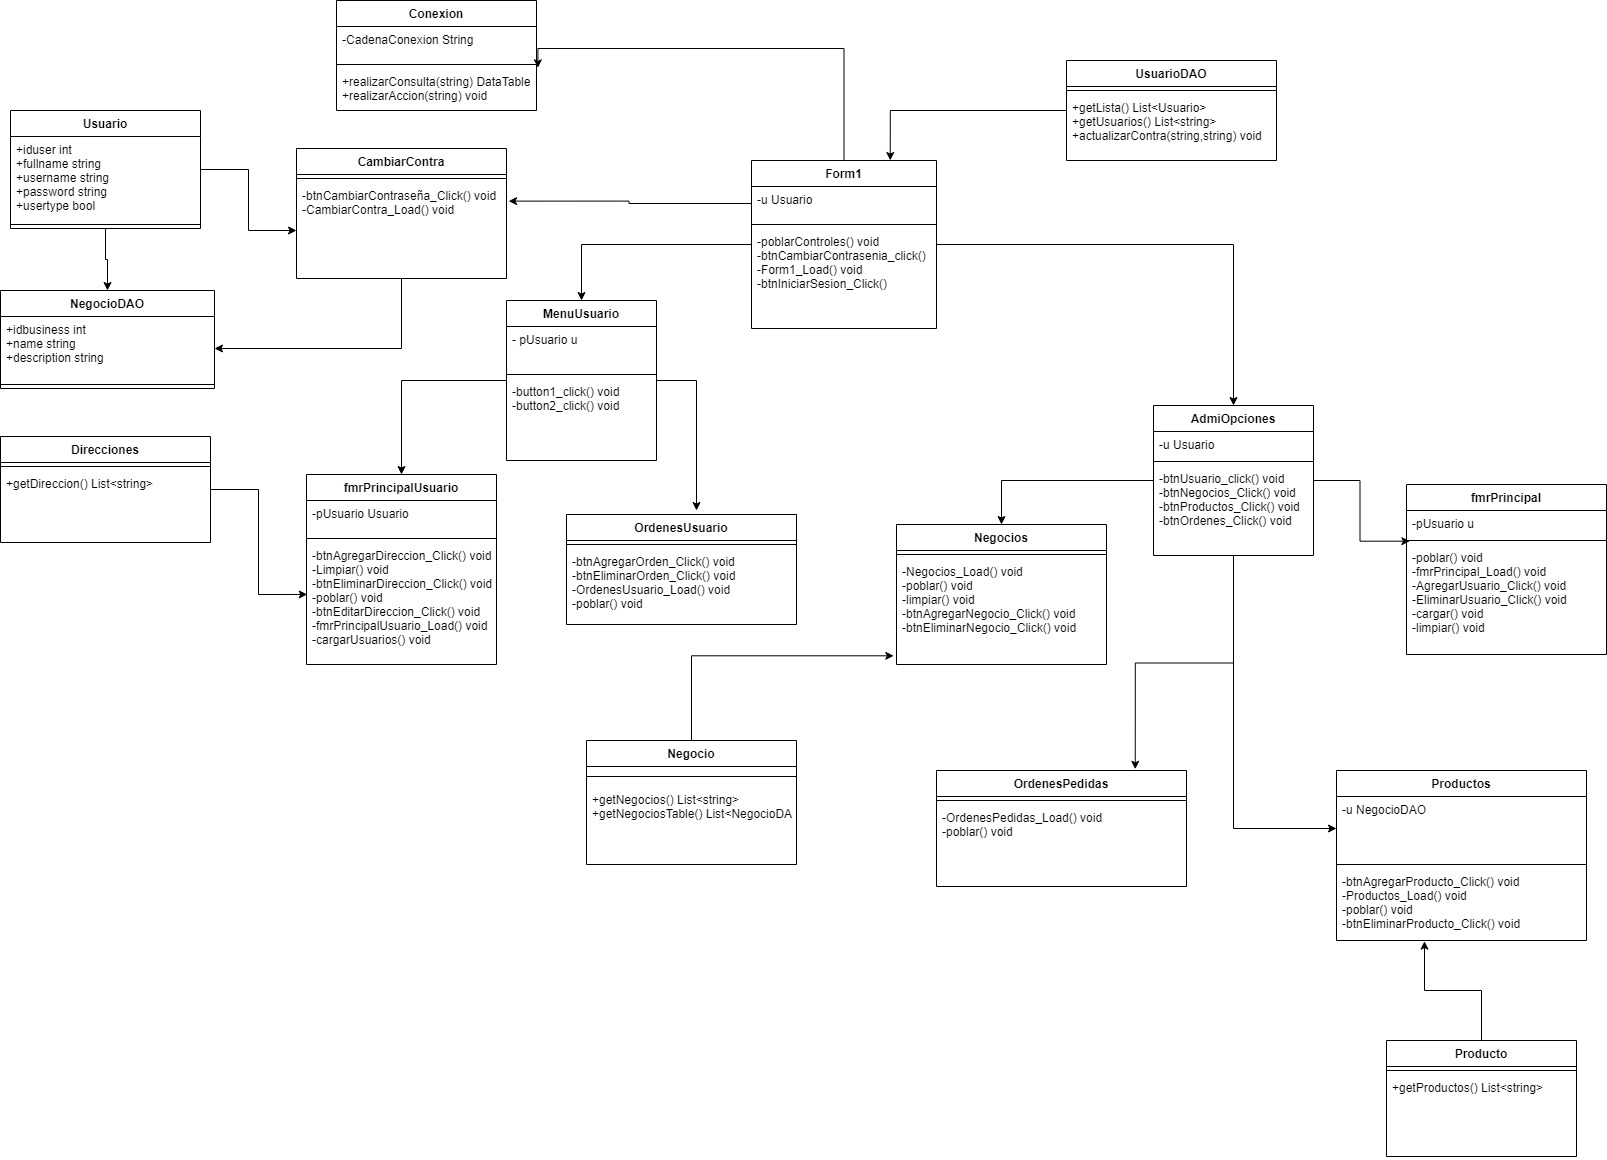 Conexion
-CadenaConexion String
+realizarConsulta(string) DataTable
+realizarAccion(string) void
UsuarioDAO
+getLista() List<Usuario>
+getUsuarios() List<string>
+actualizarContra(string,string) void
Usuario
+iduser int
+fullname string
+username string
+password string
+usertype bool
CambiarContra
-btnCambiarContraseña_Click() void
-CambiarContra_Load() void
Form1
-u Usuario
-poblarControles() void
-btnCambiarContrasenia_click()
-Form1_Load() void
-btnIniciarSesion_Click()
NegocioDAO
+idbusiness int
+name string
+description string
MenuUsuario
- pUsuario u
-button1_click() void
-button2_click() void
AdmiOpciones
-u Usuario
-btnUsuario_click() void
-btnNegocios_Click() void
-btnProductos_Click() void
-btnOrdenes_Click() void
Direcciones
+getDireccion() List<string>
fmrPrincipalUsuario
-pUsuario Usuario
-btnAgregarDireccion_Click() void
-Limpiar() void
-btnEliminarDireccion_Click() void
-poblar() void
-btnEditarDireccion_Click() void
-fmrPrincipalUsuario_Load() void
-cargarUsuarios() void
OrdenesUsuario
-btnAgregarOrden_Click() void
-btnEliminarOrden_Click() void
-OrdenesUsuario_Load() void
-poblar() void
Negocios
-Negocios_Load() void
-poblar() void
-limpiar() void
-btnAgregarNegocio_Click() void
-btnEliminarNegocio_Click() void
fmrPrincipal
-pUsuario u
-poblar() void
-fmrPrincipal_Load() void
-AgregarUsuario_Click() void
-EliminarUsuario_Click() void
-cargar() void
-limpiar() void
Negocio
+getNegocios() List<string>
+getNegociosTable() List<NegocioDA
OrdenesPedidas
-OrdenesPedidas_Load() void
-poblar() void
Productos
-u NegocioDAO
-btnAgregarProducto_Click() void
-Productos_Load() void
-poblar() void
-btnEliminarProducto_Click() void
Producto
+getProductos() List<string>